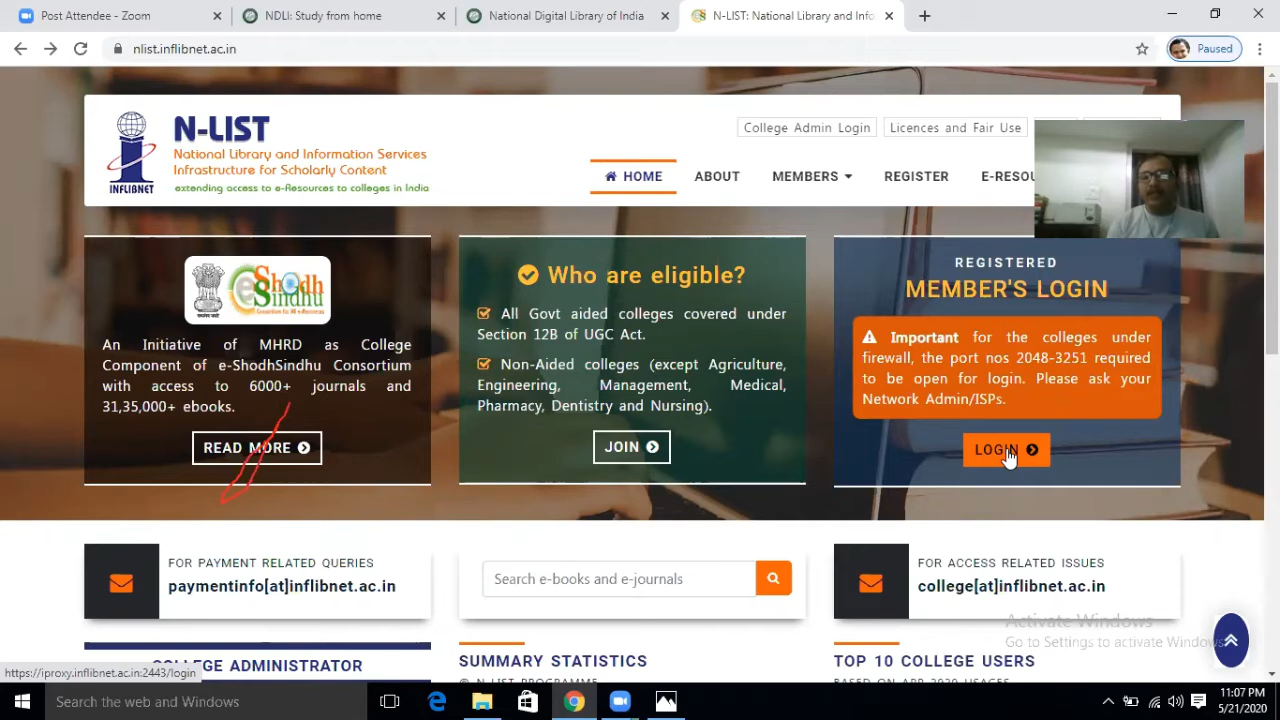 Post Attendee - Zoom
NDLI: Study from home
National Digital Library of India
N-LIST: National Library and Info
nlist.inflibnet.ac.in
Paused
INFLIBNET
N-LIST
National Library and Information Services
Infrastructure for Scholarly Content
extending access to e-Resources to colleges in India
College Admin Login
Licences and Fair Use
HOME
ABOUT
MEMBERS
REGISTER
E-RESOU
e Shodh
Sindhu
An Initiative of MHRD as College
Component of e-ShodhSindhu Consortium
with access to 6000+ journals and
31,35,000+ ebooks.
READ MORE
Who are eligible?
All Govt aided colleges covered under
Section 12B of UGC Act.
Non-Aided colleges (except Agriculture,
Engineering, Management, Medical,
Pharmacy, Dentistry and Nursing).
JOIN
REGISTERED
MEMBER'S LOGIN
Important for the colleges under
firewall, the port nos 2048-3251 required
to be open for login. Please ask your
Network Admin/ISPs.
LOGIN
FOR PAYMENT RELATED QUERIES
paymentinfo[at]inflibnet.ac.in
Search e-books and e-journals
FOR ACCESS RELATED ISSUES
college[at]inflibnet.ac.in
Activate Windows
Go to Settings to activate Windows.
COLLEGE ADMINISTRATOR
SUMMARY STATISTICS
@ N-LIST PROGRAMME
TOP 10 COLLEGE USERS
BASED ON APR 2020 USAGES
https://iproxy.inflibnet.ac.in:2443/login
Search the web and Windows
11:07 PM
5/21/2020